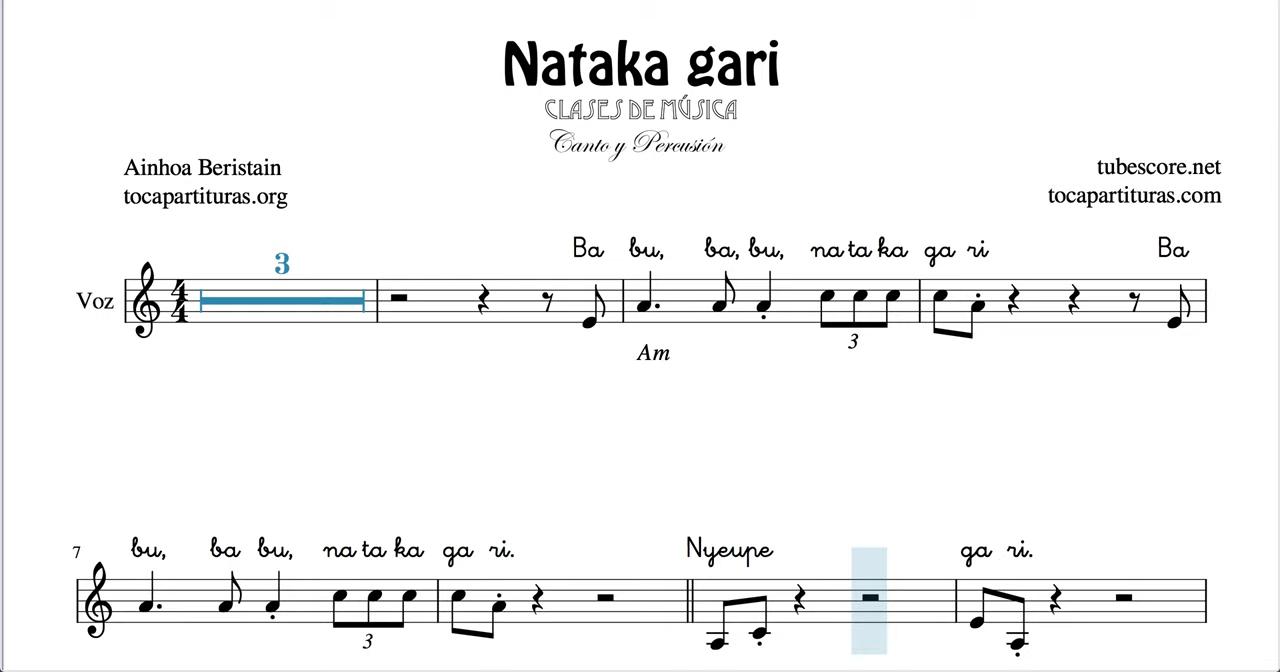 Nataka gari
CLASES DE MÚSICA
Canto y Percusión
Ainhoa Beristain
tubescore.net
tocapartituras.org
tocapartituras.com
Ba bu, ba, bu, na ta ka ga ri Ba
3
Voz
3
Am
7 bu, ba bu, na ta ka ga ri. Nyeupe ga ri.
3